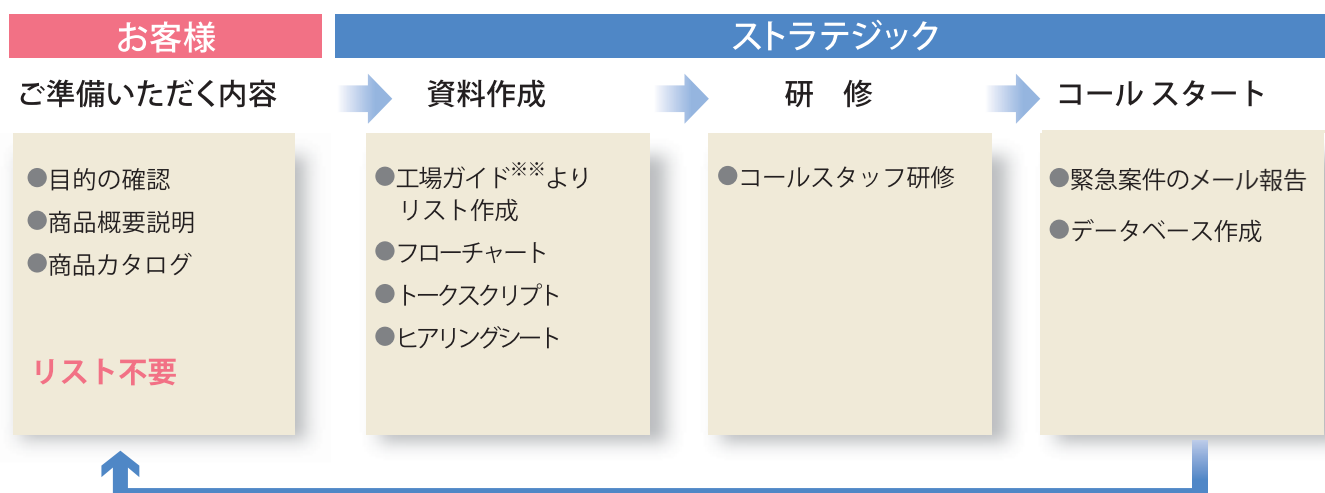 お客様
ストラテジック
ご準備いただく内容
資料作成
研 修
コール スタート
●目的の確認
●商品概要説明
●商品カタログ
リスト不要
●工場ガイド※※より
リスト作成
●フローチャート
●トークスクリプト
●ヒアリングシート
●コールスタッフ研修
●緊急案件のメール報告
●データベース作成